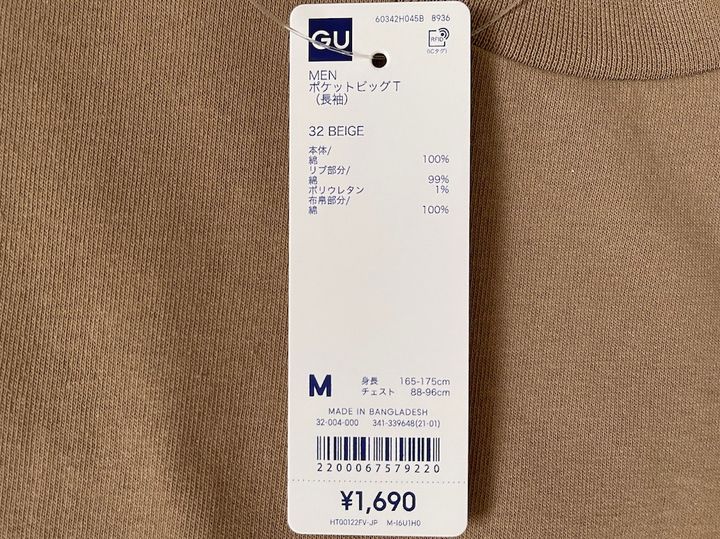 60342H045B 8936
GU
RFID
(ICタグ)
MEN
ポケットビッグT
(長袖)
32 BEIGE
本体/
綿 100%
リブ部分/
綿 99%
ポリウレタン 1%
布帛部分/
綿 100%
M 身長 165-175cm
チェスト 88-96cm
MADE IN BANGLADESH
32-004-000 341-339648(21-01)
2200067579220
¥1,690
HT00122FV-JP M-I6U1H0